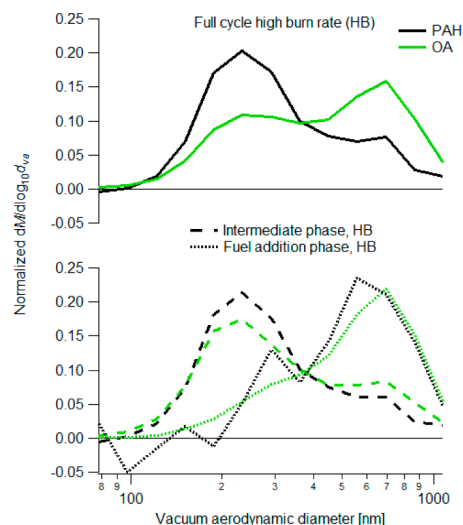 Full cycle high burn rate (HB)
PAH
OA
0.25
0.20
0.15
0.10
0.05
0.00
Normalized dM/dlog10dva
Intermediate phase, HB
Fuel addition phase, HB
0.25
0.20
0.15
0.10
0.05
0.00
-0.05
8 9 2 3 4 5 6 7 8 9
100 1000
Vacuum aerodynamic diameter [nm]